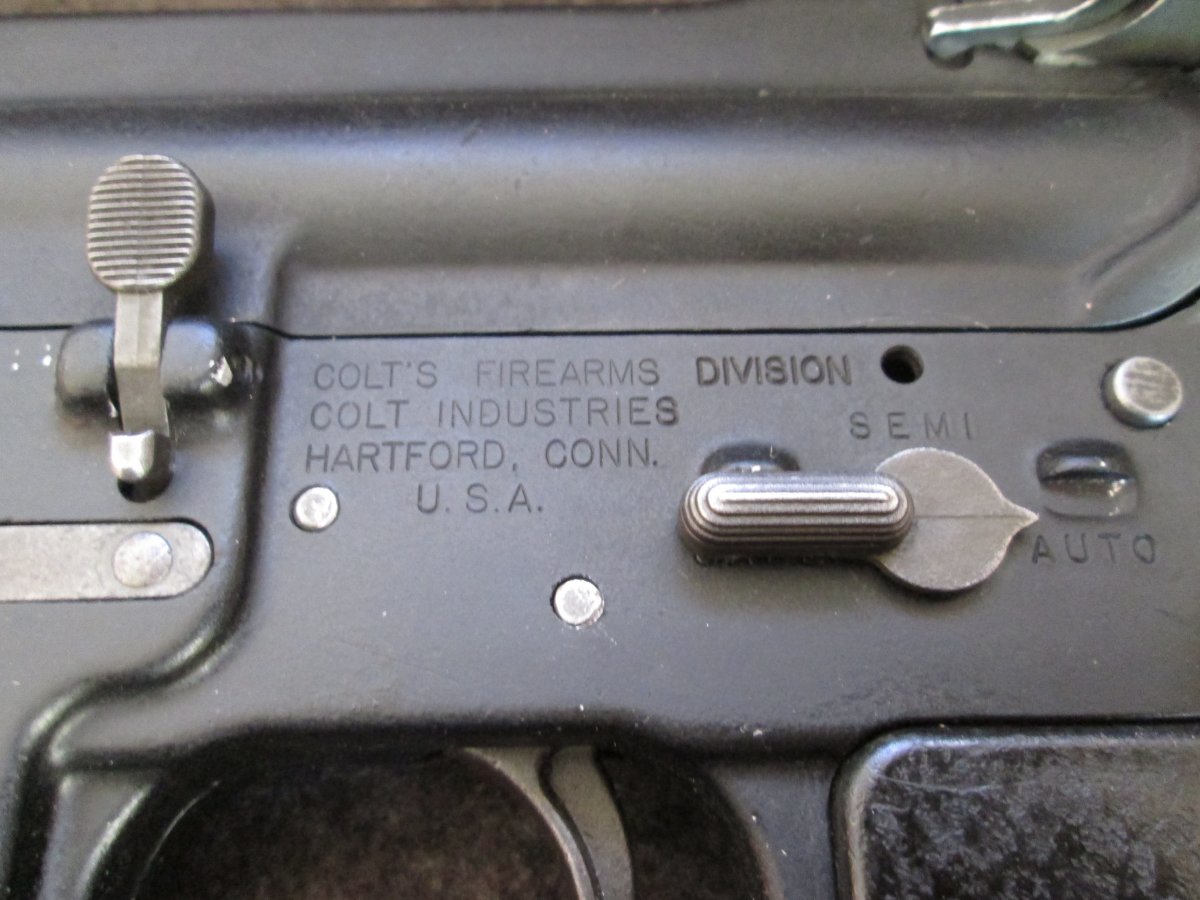 COLT'S FIREARMS DIVISION
COLT INDUSTRIES
HARTFORD, CONN.
U.S.A.
SEMI
AUTO